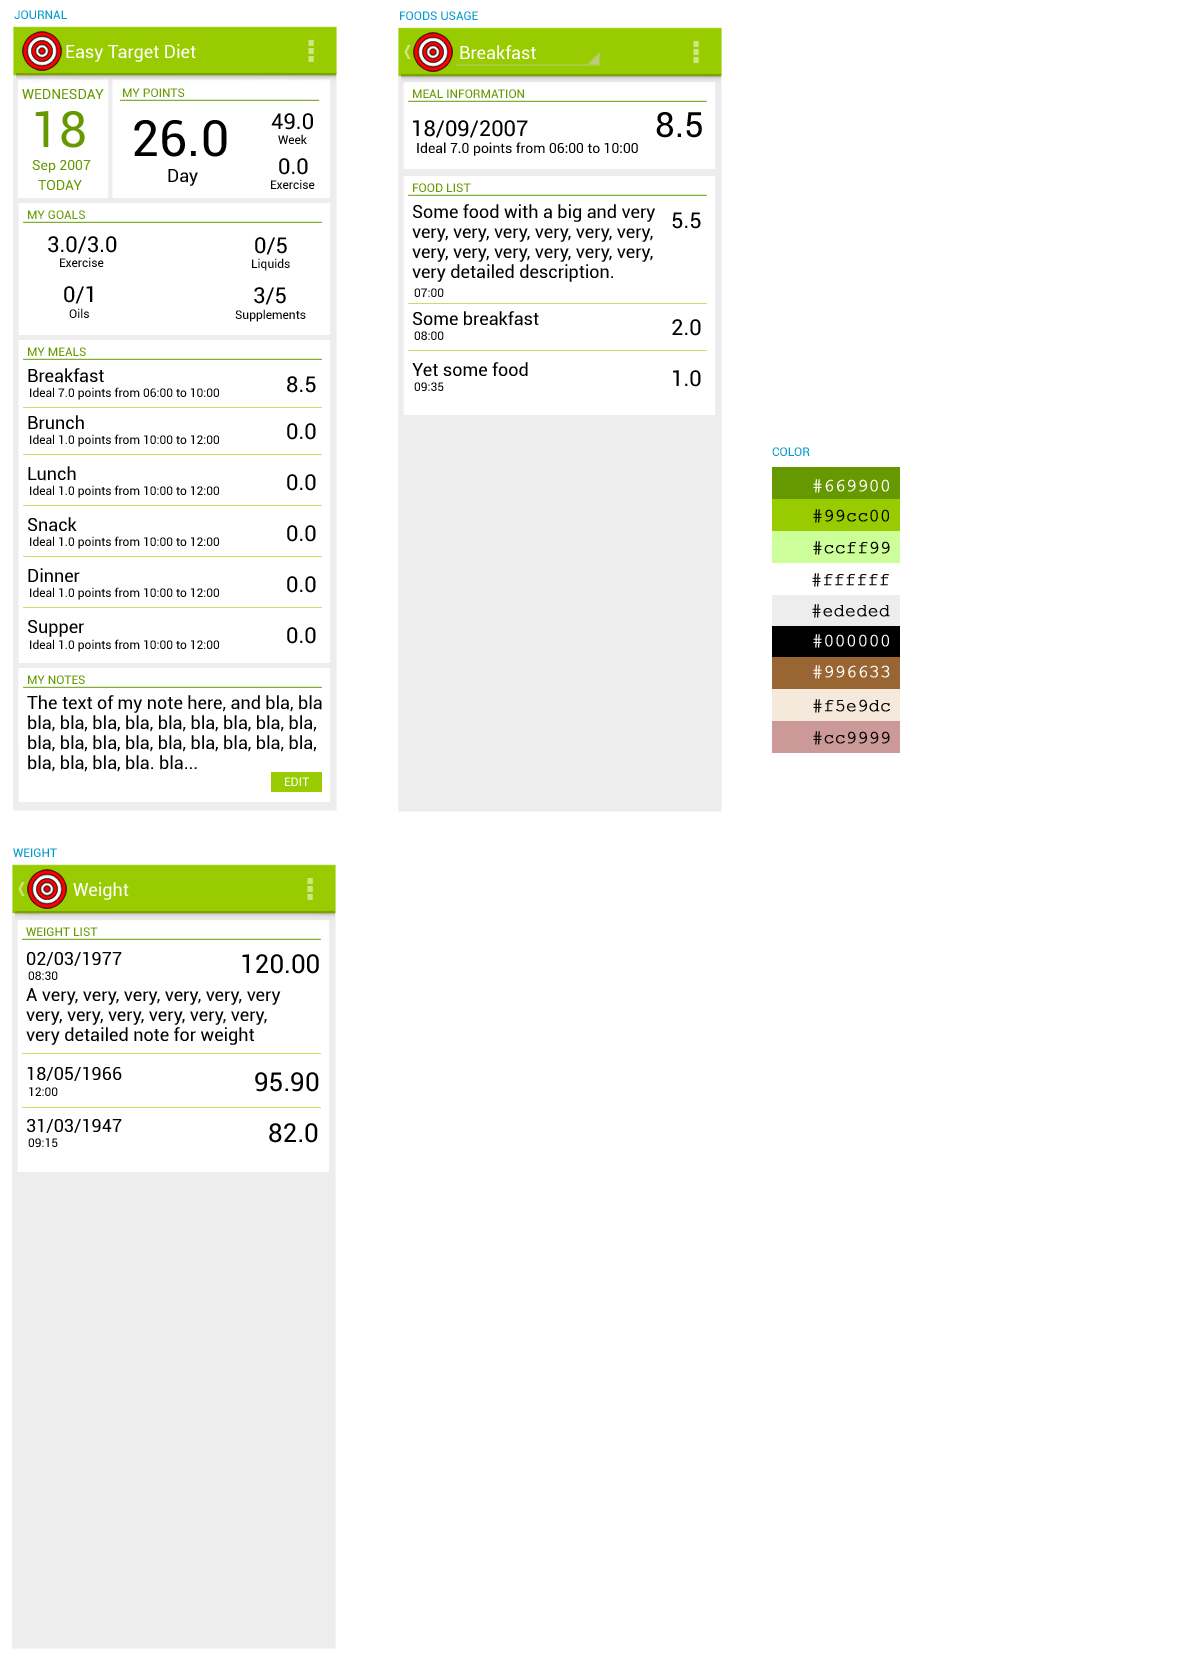 JOURNAL
Easy Target Diet
WEDNESDAY
18
Sep 2007
TODAY
MY POINTS
26.0
Day
49.0
Week
0.0
Exercise
MY GOALS
3.0/3.0
Exercise
0/5
Liquids
0/1
Oils
3/5
Supplements
MY MEALS
Breakfast
Ideal 7.0 points from 06:00 to 10:00
8.5
Brunch
Ideal 1.0 points from 10:00 to 12:00
0.0
Lunch
Ideal 1.0 points from 10:00 to 12:00
0.0
Snack
Ideal 1.0 points from 10:00 to 12:00
0.0
Dinner
Ideal 1.0 points from 10:00 to 12:00
0.0
Supper
Ideal 1.0 points from 10:00 to 12:00
0.0
MY NOTES
The text of my note here, and bla, bla
bla, bla, bla, bla, bla, bla, bla, bla, bla,
bla, bla, bla, bla, bla, bla, bla, bla, bla,
bla, bla, bla, bla. bla...
EDIT
FOODS USAGE
Breakfast
MEAL INFORMATION
18/09/2007
8.5
Ideal 7.0 points from 06:00 to 10:00
FOOD LIST
Some food with a big and very
very, very, very, very, very, very,
very, very, very, very, very, very,
very detailed description.
5.5
07:00
Some breakfast
08:00
2.0
Yet some food
09:35
1.0
COLOR
#669900
#99cc00
#ccff99
#ffffff
#ededed
#000000
#996633
#f5e9dc
#cc9999
WEIGHT
Weight
WEIGHT LIST
02/03/1977
08:30
120.00
A very, very, very, very, very, very
very, very, very, very, very, very,
very detailed note for weight
18/05/1966
12:00
95.90
31/03/1947
09:15
82.0